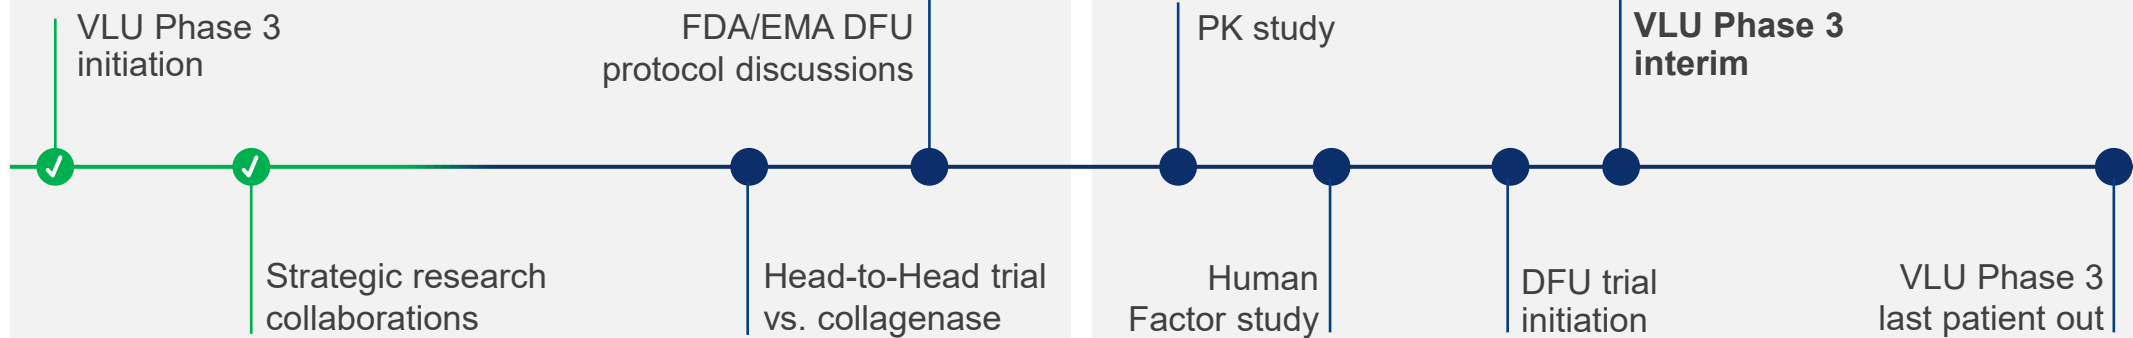 VLU Phase 3
initiation
FDA/EMA DFU
protocol discussions
PK study
VLU Phase 3
interim
Strategic research
collaborations
Head-to-Head trial
vs. collagenase
Human
Factor study
DFU trial
initiation
VLU Phase 3
last patient out